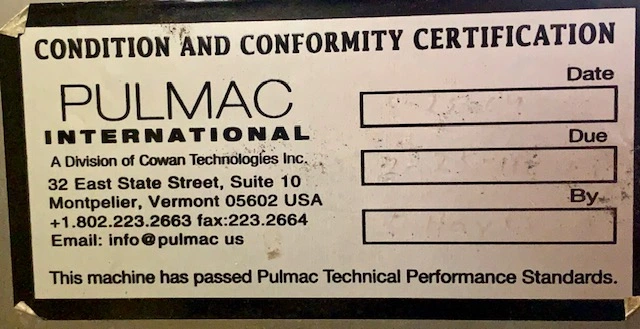 CONDITION AND CONFORMITY CERTIFICATION
PULMAC
INTERNATIONAL
A Division of Cowan Technologies Inc.
32 East State Street, Suite 10
Montpelier, Vermont 05602 USA
+1.802.223.2663 fax:223.2664
Email: info@pulmac us
Date
Due
By
This machine has passed Pulmac Technical Performance Standards.